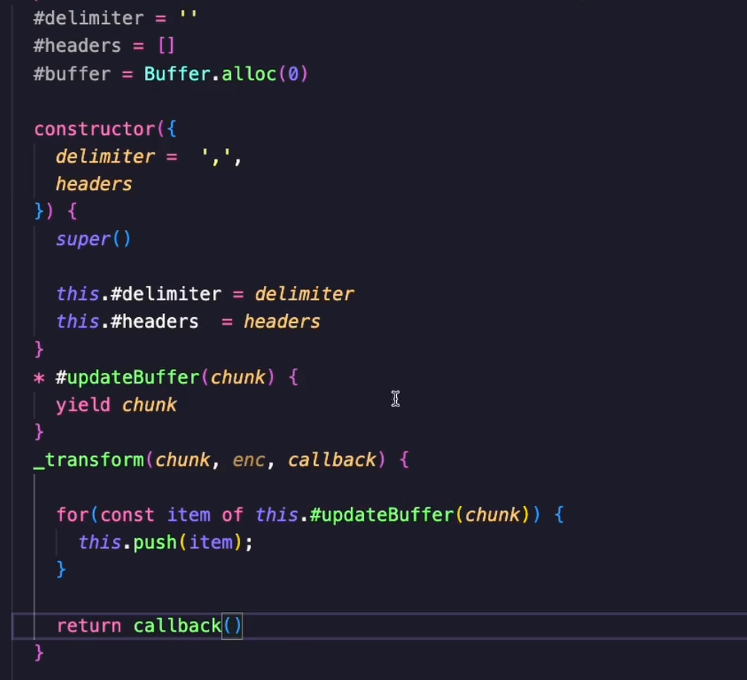 #delimiter = ''
#headers = []
#buffer = Buffer.alloc(0)
constructor({
delimiter =  ',',
headers
}) {
super()
this.#delimiter = delimiter
this.#headers  = headers
}
* #updateBuffer(chunk) {
yield chunk
}
_transform(chunk, enc, callback) {
for(const item of this.#updateBuffer(chunk)) {
this.push(item);
}
return callback()
}